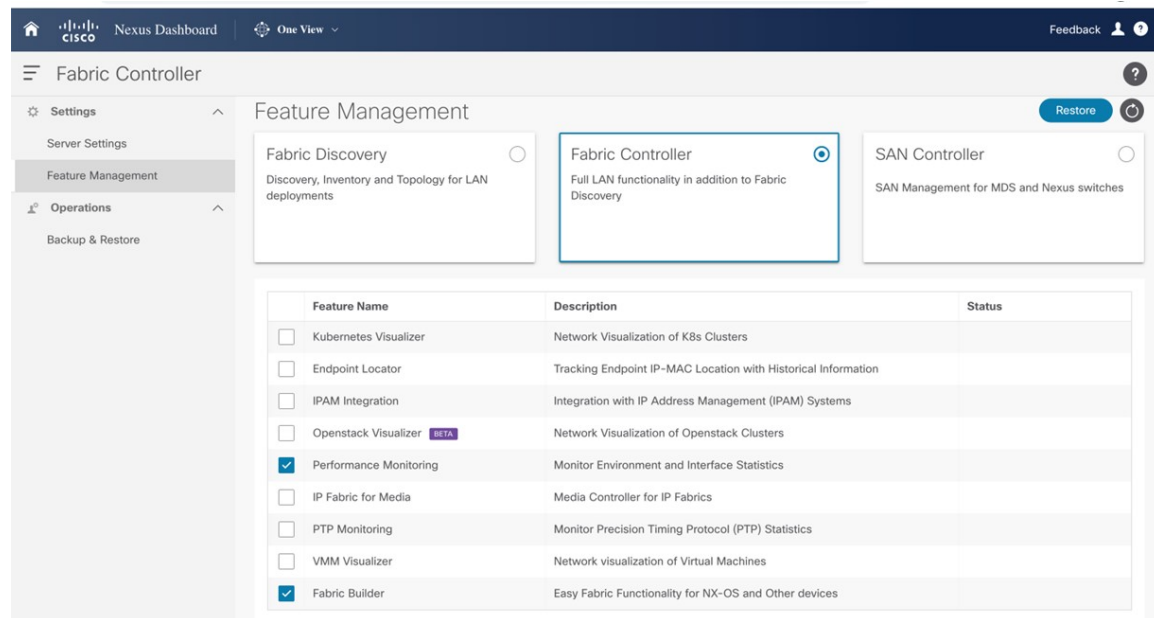 cisco Nexus Dashboard One View Feedback
Fabric Controller
Settings
Server Settings
Feature Management
Operations
Backup & Restore
Feature Management
Restore
Fabric Discovery
Discovery, Inventory and Topology for LAN
deployments
Fabric Controller
Full LAN functionality in addition to Fabric
Discovery
SAN Controller
SAN Management for MDS and Nexus switches
Feature Name Description Status
Kubernetes Visualizer Network Visualization of K8s Clusters
Endpoint Locator Tracking Endpoint IP-MAC Location with Historical Information
IPAM Integration Integration with IP Address Management (IPAM) Systems
Openstack Visualizer BETA Network Visualization of Openstack Clusters
Performance Monitoring Monitor Environment and Interface Statistics
IP Fabric for Media Media Controller for IP Fabrics
PTP Monitoring Monitor Precision Timing Protocol (PTP) Statistics
VMM Visualizer Network visualization of Virtual Machines
Fabric Builder Easy Fabric Functionality for NX-OS and Other devices